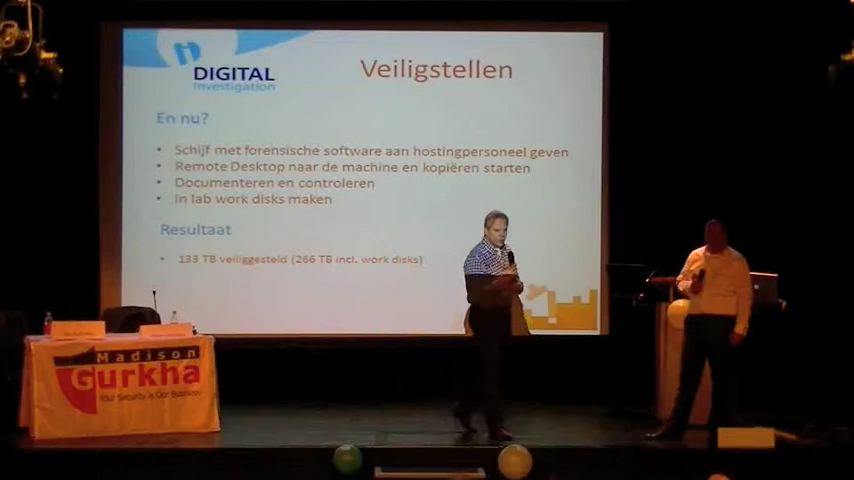 DIGITAL
investigation
Veiligstellen
En nu?
• Schijf met forensische software aan hostingpersoneel geven
• Remote Desktop naar de machine en kopiëren starten
• Documenteren en controleren
• In lab work disks maken
Resultaat
• 133 TB veiliggesteld (266 TB incl. work disks)
Madison
Gurkha
Your Security is Our Business